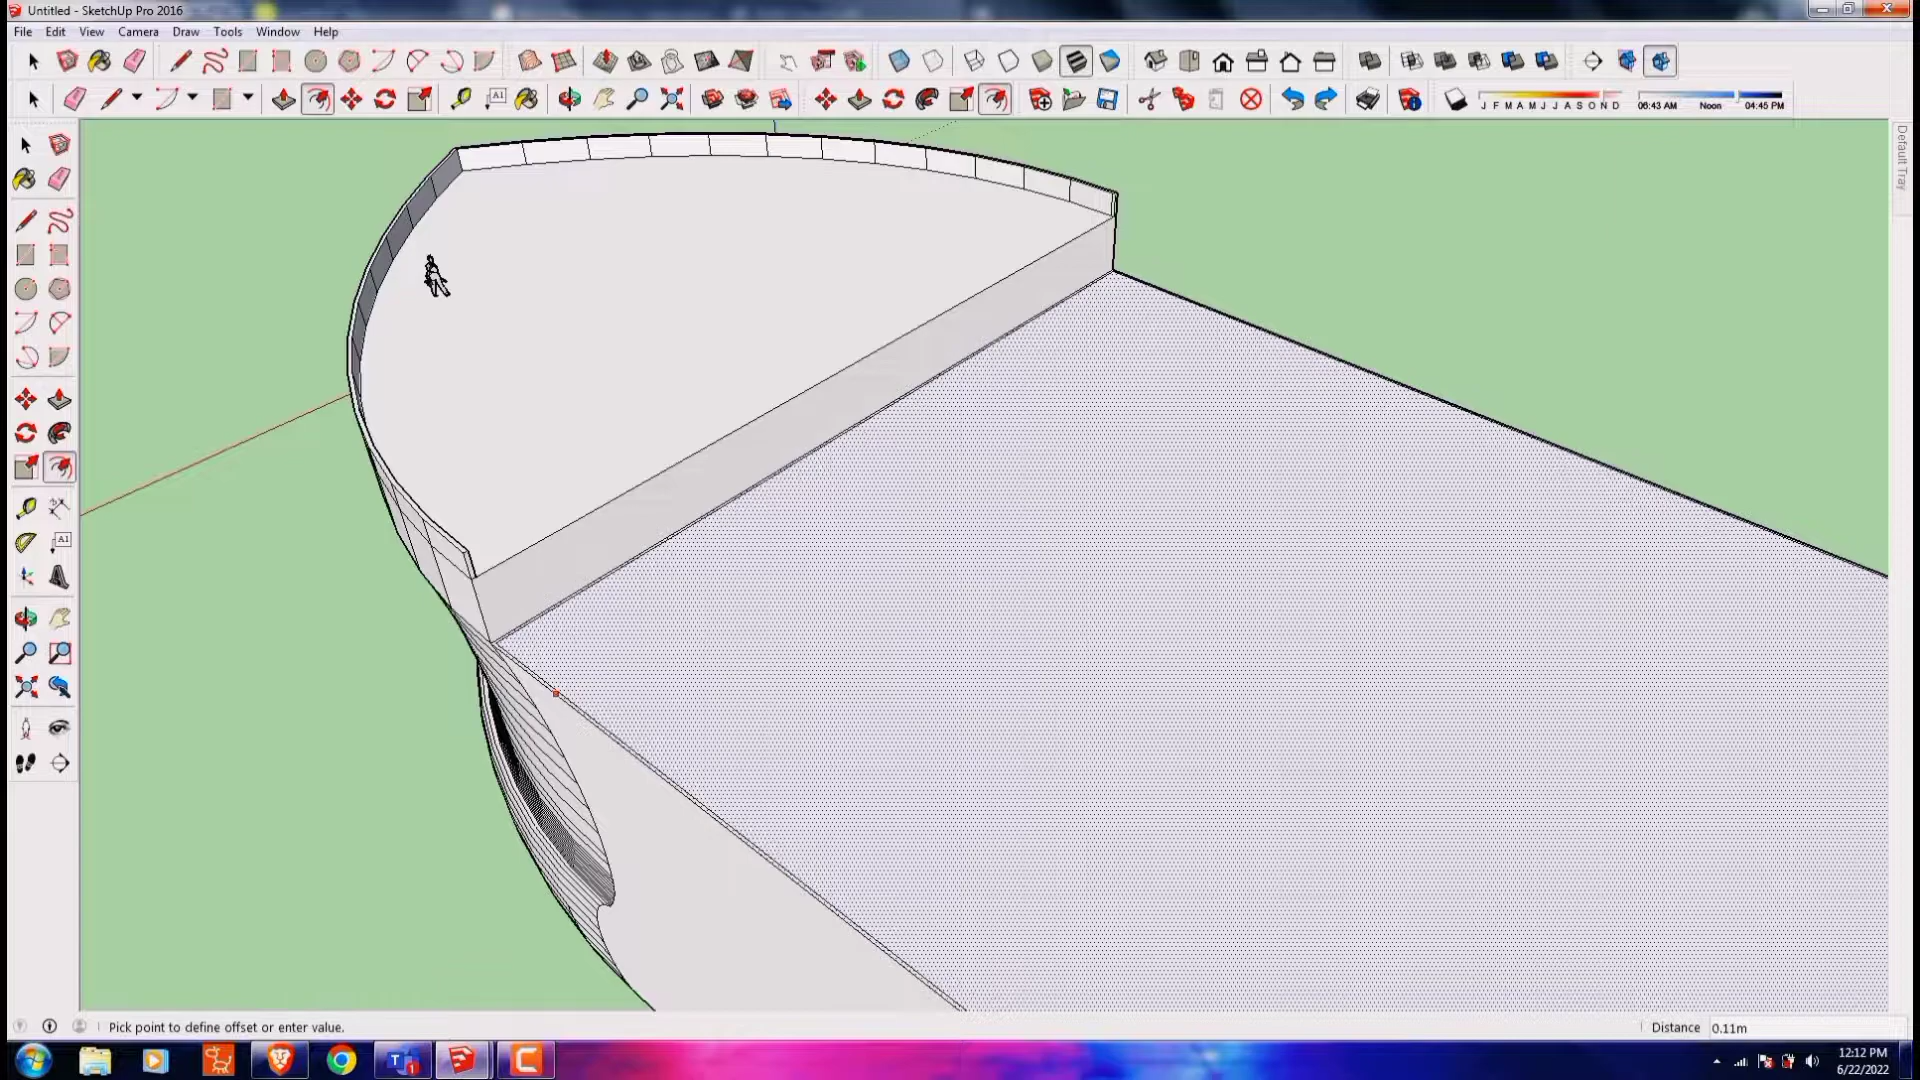 Untitled - SketchUp Pro 2016
File Edit View Camera Draw Tools Window Help
A1
J F M A M J J A S O N D 06:43 AM Noon 04:45 PM
Default Tray
A1
Pick point to define offset or enter value.
Distance 0.11m
12:12 PM
6/22/2022